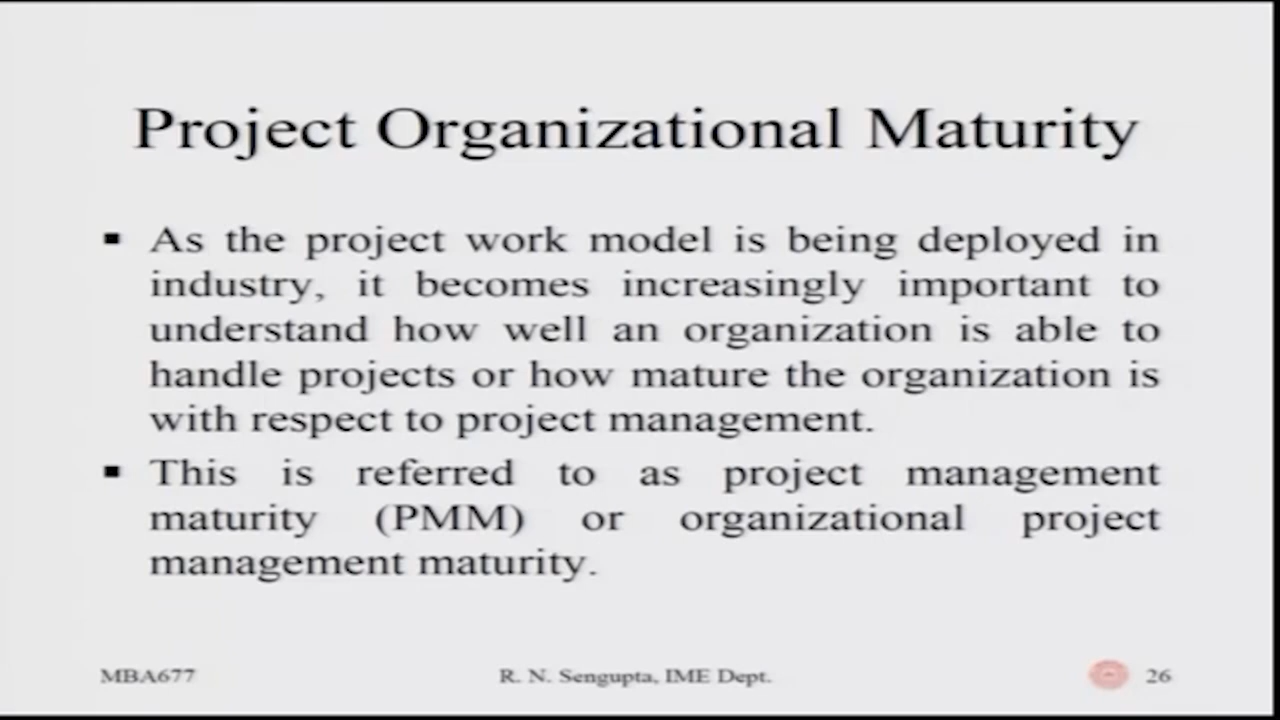 Project Organizational Maturity
▪ As the project work model is being deployed in
industry, it becomes increasingly important to
understand how well an organization is able to
handle projects or how mature the organization is
with respect to project management.
▪ This is referred to as project management
maturity (PMM) or organizational project
management maturity.
MBA677 R. N. Sengupta, IME Dept. 26